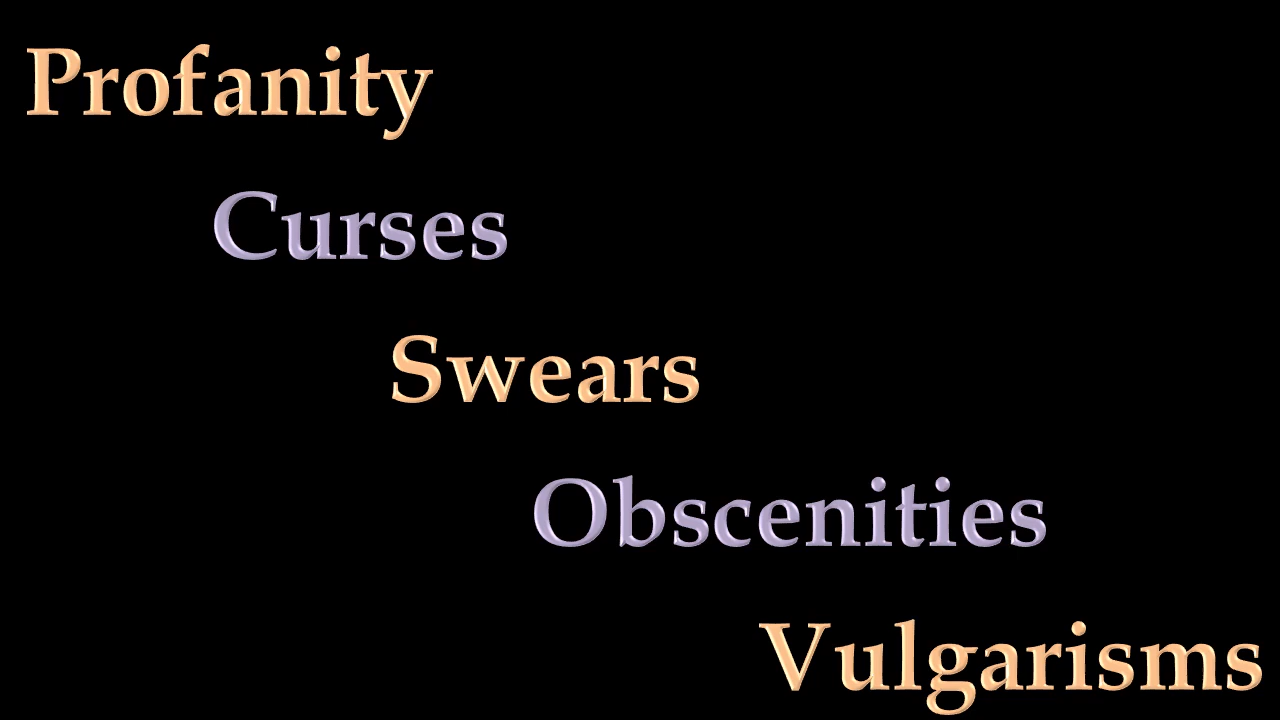 Profanity
Curses
Swears
Obscenities
Vulgarisms